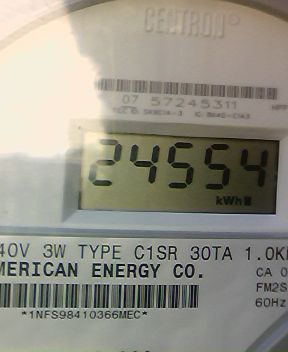 CENTRON®
07 57245311
24554
kWh
40V 3W TYPE C1SR 30TA 1.0K
MERICAN ENERGY CO.
CA 0
FM2S
60Hz
*1NFS98410366MEC*